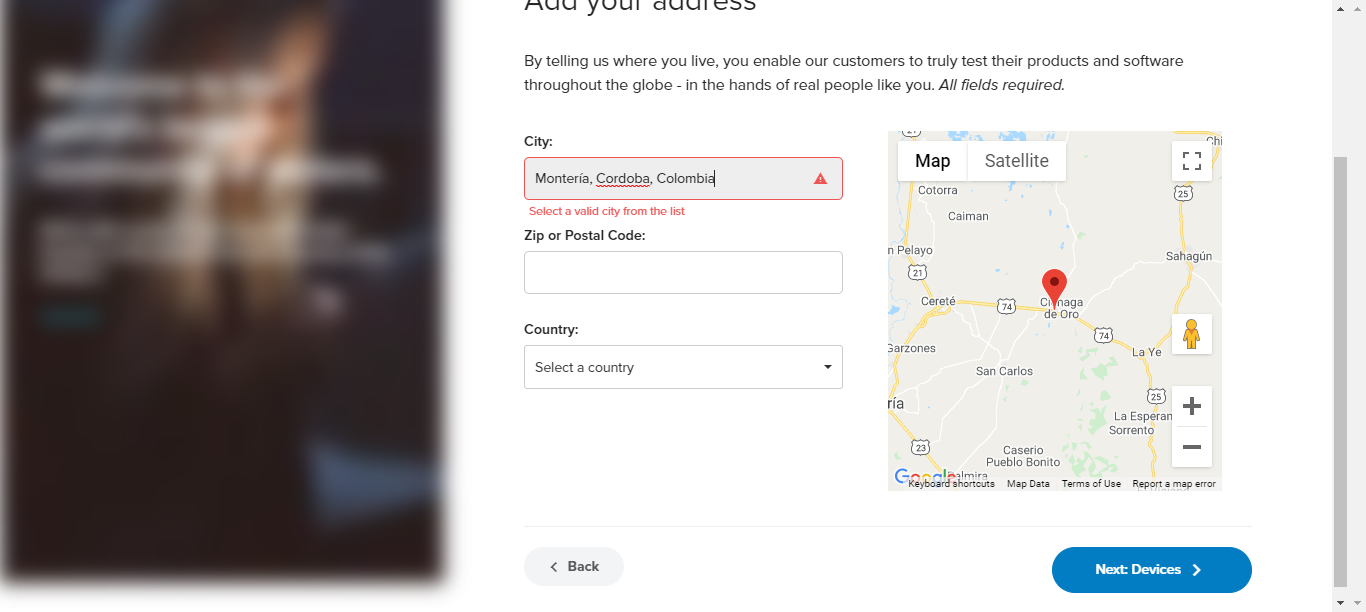 Add your address
By telling us where you live, you enable our customers to truly test their products and software
throughout the globe - in the hands of real people like you. All fields required.
City:
Montería, Cordoba, Colombia
Select a valid city from the list
Zip or Postal Code:
Country:
Select a country
Map
Satellite
21
Chi
25
Cotorra
Caiman
n Pelayo
Sahagún
21
Cereté
74
Ciénaga
de Oro
74
Garzones
La Ye
San Carlos
25
ría
La Esperan
Sorrento
23
Caserio
Pueblo Bonito
Palmira
Google
Keyboard shortcuts
Map Data
Terms of Use
Report a map error
Back
Next: Devices